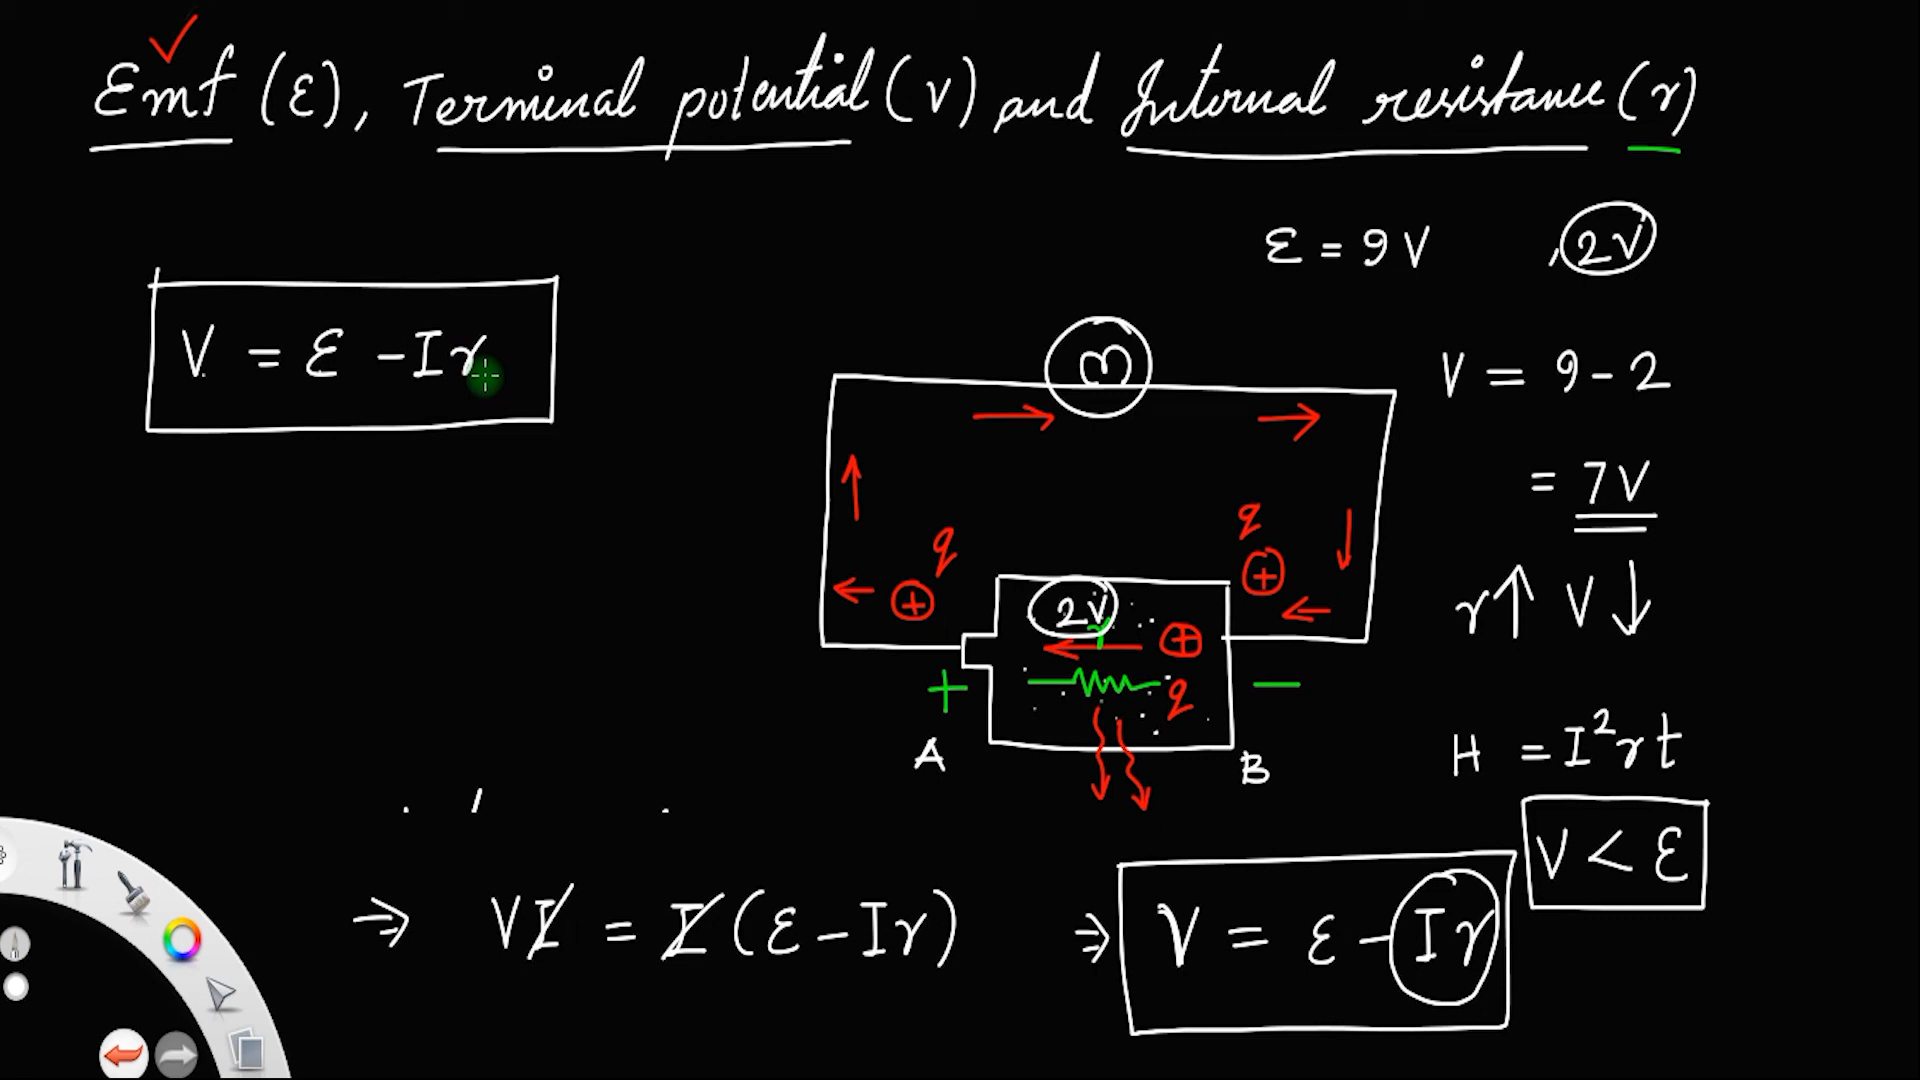 Emf (ε), Terminal potential (V) and Internal resistance (r)
ε = 9 V , 2V
V = ε - Ir
V = 9 - 2
= 7V
q
q
r↑ V↓
2V
r
+ + +
q
+ −
A
B
H = I²rt
V < ε
⇒ VI = I (ε - Ir) ⇒ V = ε - Ir